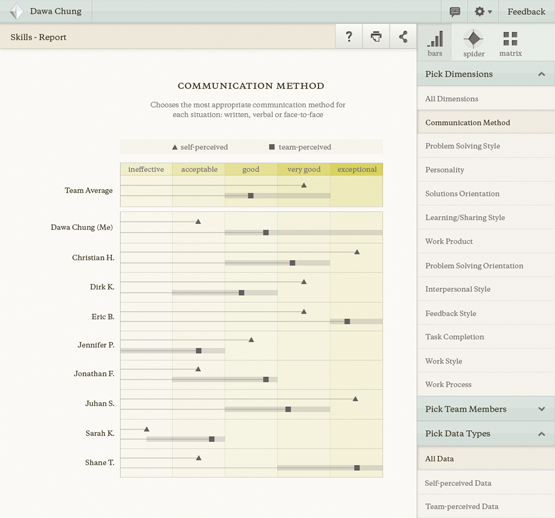 Dawa Chung
Feedback
Skills - Report
?
bars
spider
matrix
COMMUNICATION METHOD
Chooses the most appropriate communication method for
each situation: written, verbal or face-to-face
self-perceived
team-perceived
ineffective
acceptable
good
very good
exceptional
Team Average
Dawa Chung (Me)
Christian H.
Dirk K.
Eric B.
Jennifer P.
Jonathan F.
Juhan S.
Sarah K.
Shane T.
Pick Dimensions
All Dimensions
Communication Method
Problem Solving Style
Personality
Solutions Orientation
Learning/Sharing Style
Work Product
Problem Solving Orientation
Interpersonal Style
Feedback Style
Task Completion
Work Style
Work Process
Pick Team Members
Pick Data Types
All Data
Self-perceived Data
Team-perceived Data